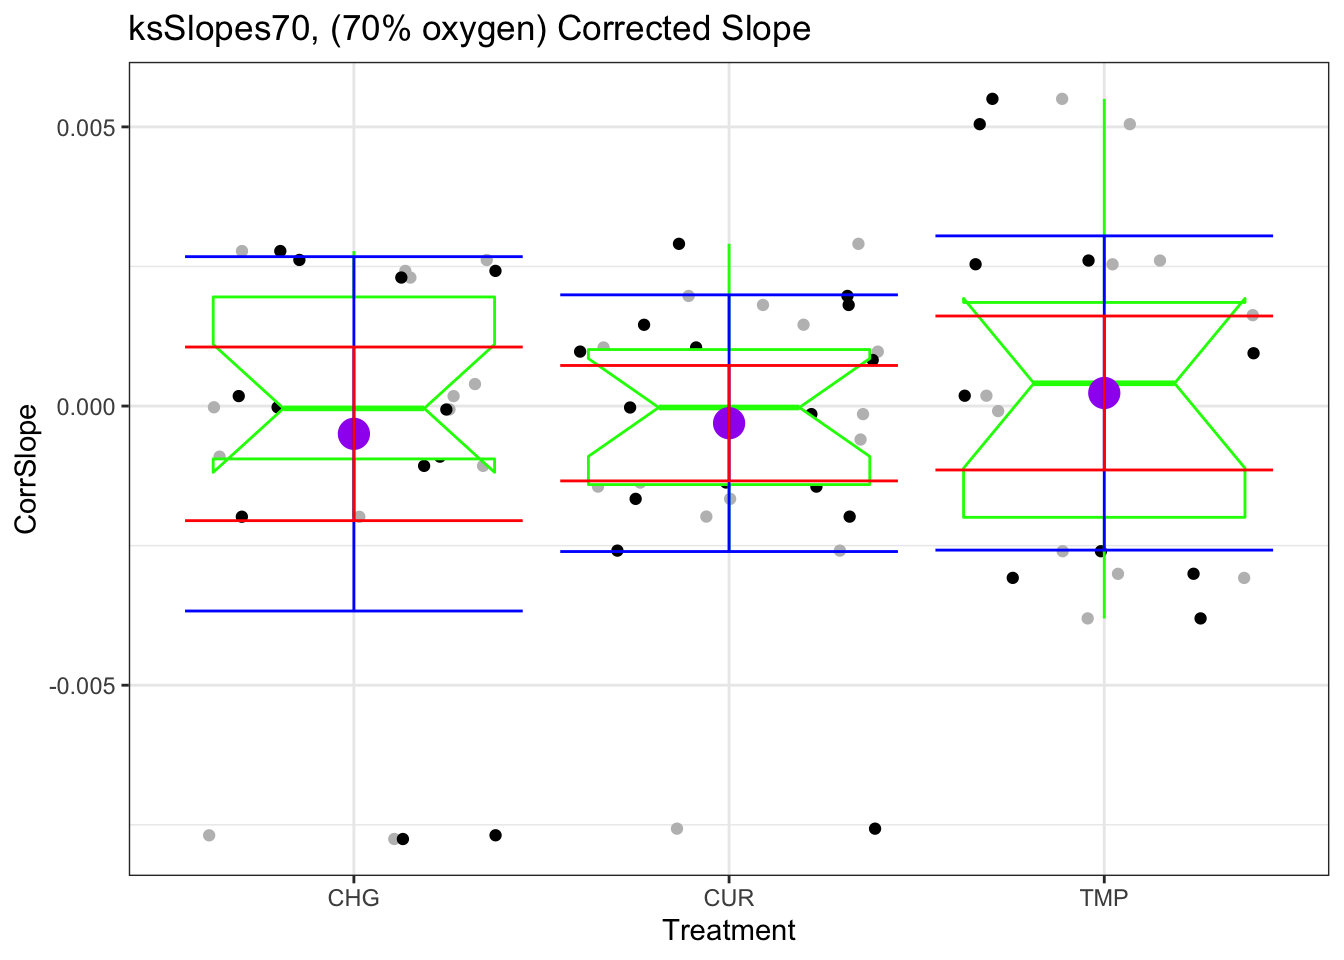 ksSlopes70, (70% oxygen) Corrected Slope
0.005
0.000
-0.005
CorrSlope
CHG CUR TMP
Treatment